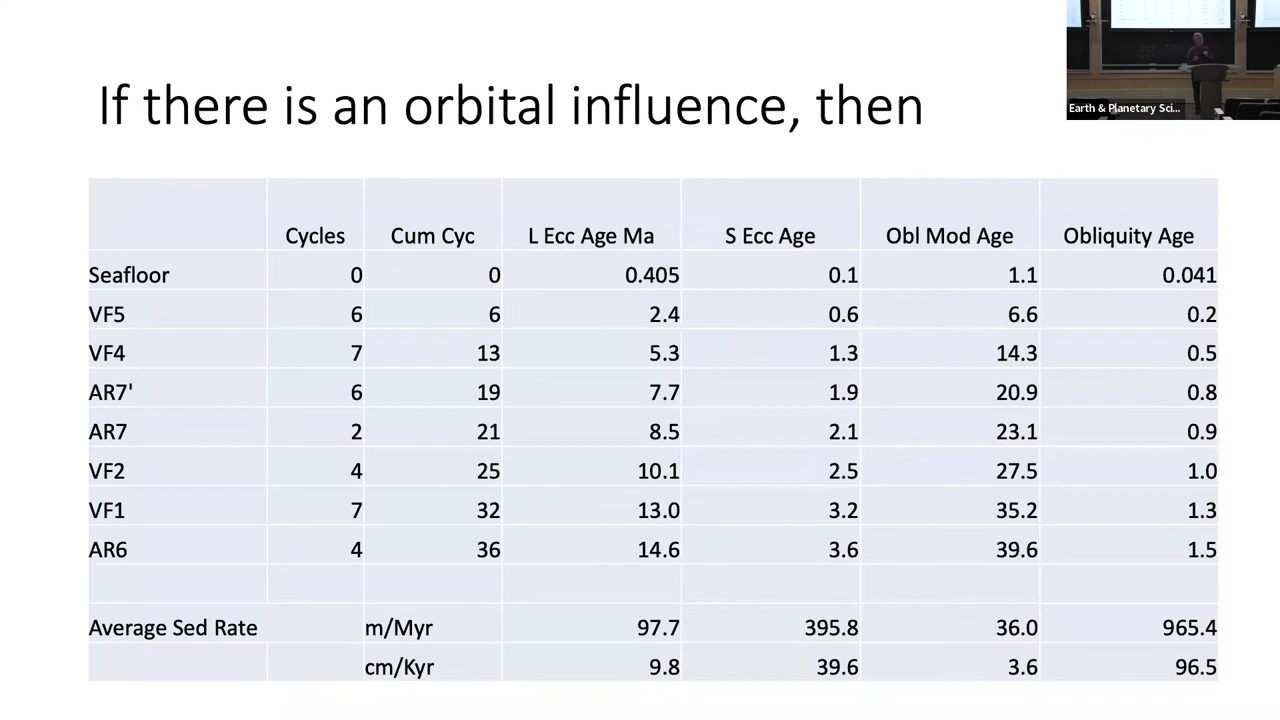 If there is an orbital influence, then
Earth & Planetary Sci...
Cycles Cum Cyc L Ecc Age Ma S Ecc Age Obl Mod Age Obliquity Age
Seafloor 0 0 0.405 0.1 1.1 0.041
VF5 6 6 2.4 0.6 6.6 0.2
VF4 7 13 5.3 1.3 14.3 0.5
AR7' 6 19 7.7 1.9 20.9 0.8
AR7 2 21 8.5 2.1 23.1 0.9
VF2 4 25 10.1 2.5 27.5 1.0
VF1 7 32 13.0 3.2 35.2 1.3
AR6 4 36 14.6 3.6 39.6 1.5
Average Sed Rate m/Myr 97.7 395.8 36.0 965.4
cm/Kyr 9.8 39.6 3.6 96.5